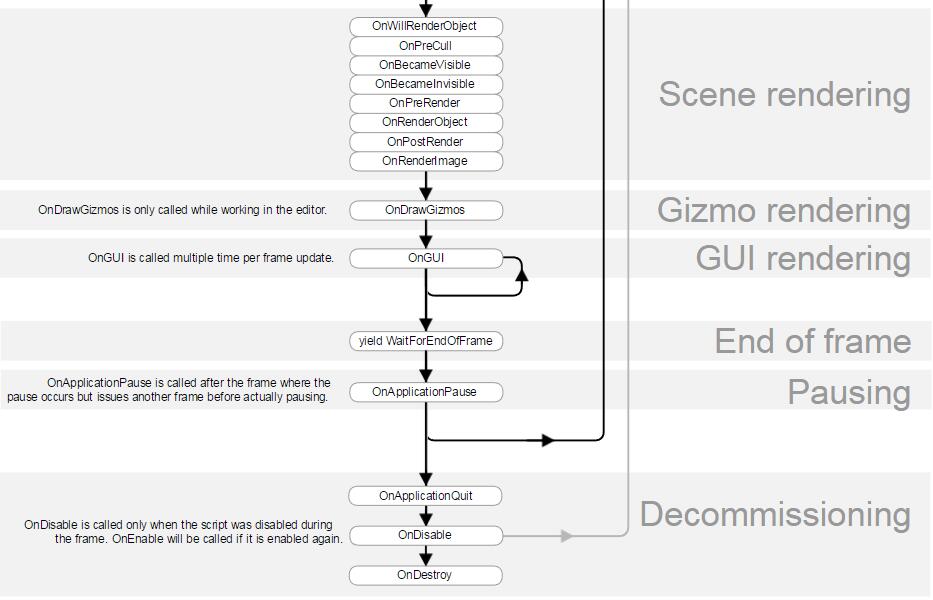 OnWillRenderObject
OnPreCull
OnBecameVisible
OnBecameInvisible
OnPreRender
OnRenderObject
OnPostRender
OnRenderImage
Scene rendering
OnDrawGizmos is only called while working in the editor.
OnDrawGizmos
Gizmo rendering
OnGUI is called multiple time per frame update.
OnGUI
GUI rendering
yield WaitForEndOfFrame
End of frame
OnApplicationPause is called after the frame where the
pause occurs but issues another frame before actually pausing.
OnApplicationPause
Pausing
OnApplicationQuit
Decommissioning
OnDisable is called only when the script was disabled during
the frame. OnEnable will be called if it is enabled again.
OnDisable
OnDestroy